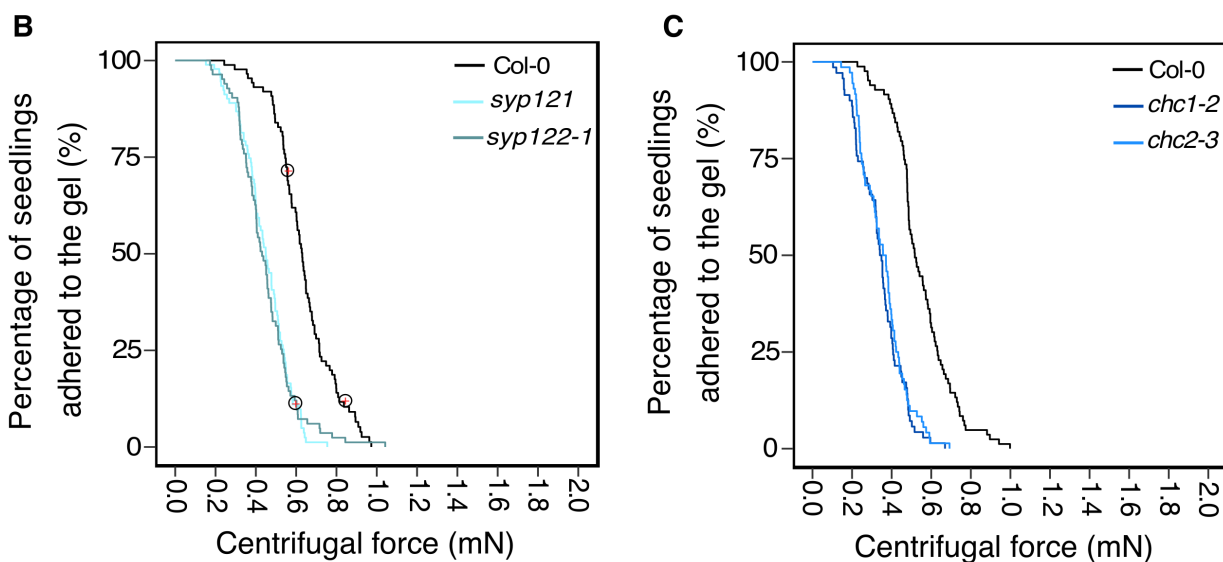 B
Percentage of seedlings
adhered to the gel (%)
100
75
50
25
0
Col-0
syp121
syp122-1
0.0 0.2 0.4 0.6 0.8 1.0 1.2 1.4 1.6 1.8 2.0
Centrifugal force (mN)
C
Percentage of seedlings
adhered to the gel (%)
100
75
50
25
0
Col-0
chc1-2
chc2-3
0.0 0.2 0.4 0.6 0.8 1.0 1.2 1.4 1.6 1.8 2.0
Centrifugal force (mN)